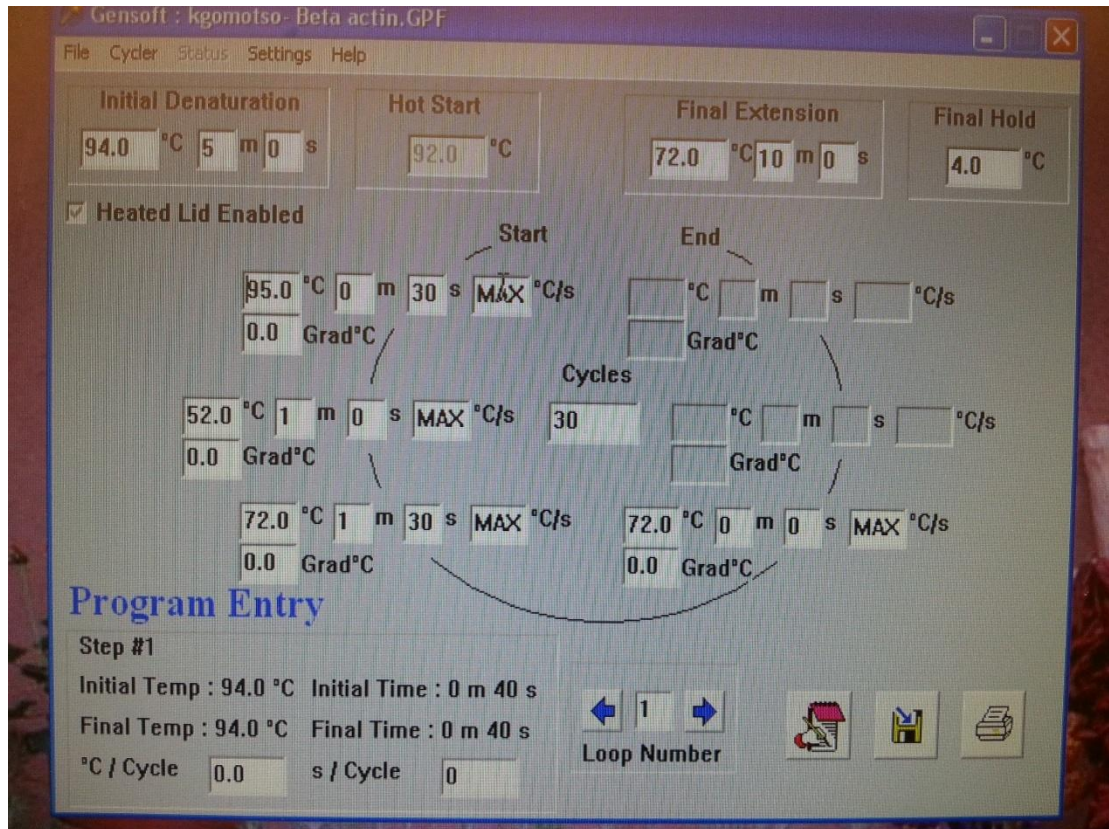 Gensoft : kgomotso- Beta actin.GPF
File Cycler Status Settings Help
Initial Denaturation Hot Start Final Extension Final Hold
94.0 °C 5 m 0 s 92.0 °C 72.0 °C 10 m 0 s 4.0 °C
Heated Lid Enabled
Start End
95.0 °C 0 m 30 s MAX °C/s °C m s °C/s
0.0 Grad°C Grad°C
Cycles
52.0 °C 1 m 0 s MAX °C/s 30 °C m s °C/s
0.0 Grad°C Grad°C
72.0 °C 1 m 30 s MAX °C/s 72.0 °C 0 m 0 s MAX °C/s
0.0 Grad°C 0.0 Grad°C
Program Entry
Step #1
Initial Temp : 94.0 °C Initial Time : 0 m 40 s
Final Temp : 94.0 °C Final Time : 0 m 40 s
°C / Cycle 0.0 s / Cycle 0
1
Loop Number